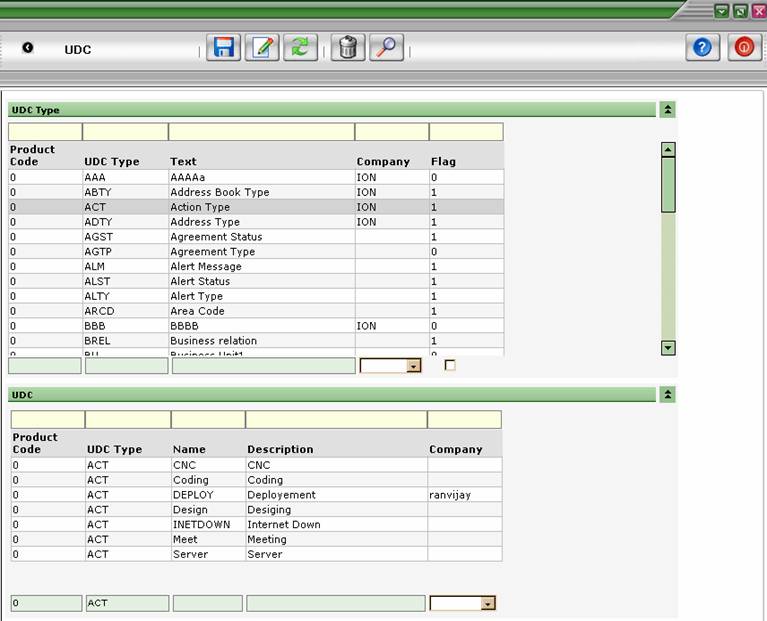 UDC
UDC Type
Product Code UDC Type Text Company Flag
0 AAA AAAAa ION 0
0 ABTY Address Book Type ION 1
0 ACT Action Type ION 1
0 ADTY Address Type ION 1
0 AGST Agreement Status 1
0 AGTP Agreement Type 0
0 ALM Alert Message 1
0 ALST Alert Status 1
0 ALTY Alert Type 1
0 ARCD Area Code 1
0 BBB BBBB ION 0
0 BREL Business relation 1
0 BU Business Unit1 0
UDC
Product Code UDC Type Name Description Company
0 ACT CNC CNC
0 ACT Coding Coding
0 ACT DEPLOY Deployement ranvijay
0 ACT Design Desiging
0 ACT INETDOWN Internet Down
0 ACT Meet Meeting
0 ACT Server Server
0 ACT